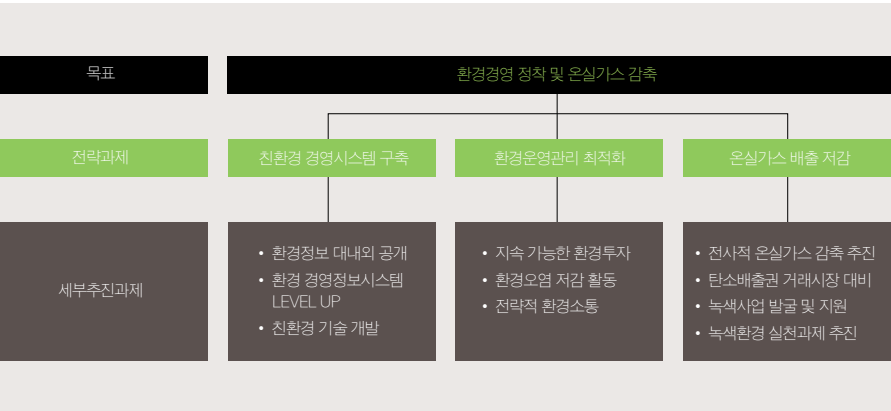 목표
환경경영 정착 및 온실가스 감축
전략과제
친환경 경영시스템 구축
환경운영관리 최적화
온실가스 배출 저감
세부추진과제
• 환경정보 대내외 공개
• 환경 경영정보시스템
LEVEL UP
• 친환경 기술 개발
• 지속 가능한 환경투자
• 환경오염 저감 활동
• 전략적 환경소통
• 전사적 온실가스 감축 추진
• 탄소배출권 거래시장 대비
• 녹색사업 발굴 및 지원
• 녹색환경 실천과제 추진